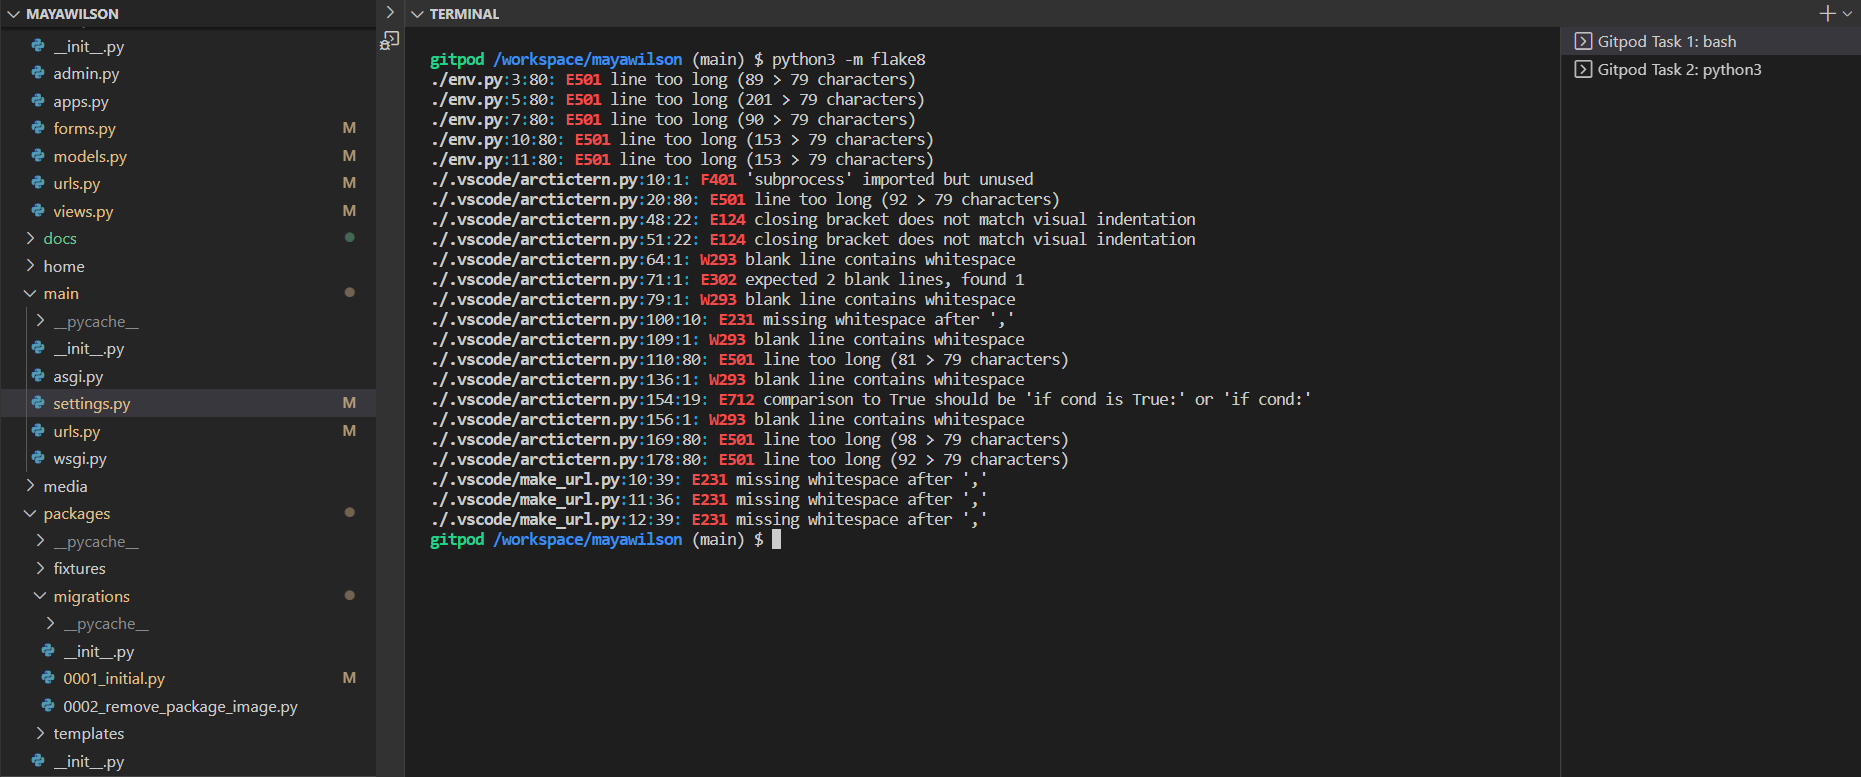 MAYAWILSON
__init__.py
admin.py
apps.py
forms.py M
models.py M
urls.py M
views.py M
docs
home
main
__pycache__
__init__.py
asgi.py
settings.py M
urls.py M
wsgi.py
media
packages
__pycache__
fixtures
migrations
__pycache__
__init__.py
0001_initial.py M
0002_remove_package_image.py
templates
__init__.py
TERMINAL
gitpod /workspace/mayawilson (main) $ python3 -m flake8
./env.py:3:80: E501 line too long (89 > 79 characters)
./env.py:5:80: E501 line too long (201 > 79 characters)
./env.py:7:80: E501 line too long (90 > 79 characters)
./env.py:10:80: E501 line too long (153 > 79 characters)
./env.py:11:80: E501 line too long (153 > 79 characters)
./.vscode/arctictern.py:10:1: F401 'subprocess' imported but unused
./.vscode/arctictern.py:20:80: E501 line too long (92 > 79 characters)
./.vscode/arctictern.py:48:22: E124 closing bracket does not match visual indentation
./.vscode/arctictern.py:51:22: E124 closing bracket does not match visual indentation
./.vscode/arctictern.py:64:1: W293 blank line contains whitespace
./.vscode/arctictern.py:71:1: E302 expected 2 blank lines, found 1
./.vscode/arctictern.py:79:1: W293 blank line contains whitespace
./.vscode/arctictern.py:100:10: E231 missing whitespace after ','
./.vscode/arctictern.py:109:1: W293 blank line contains whitespace
./.vscode/arctictern.py:110:80: E501 line too long (81 > 79 characters)
./.vscode/arctictern.py:136:1: W293 blank line contains whitespace
./.vscode/arctictern.py:154:19: E712 comparison to True should be 'if cond is True:' or 'if cond:'
./.vscode/arctictern.py:156:1: W293 blank line contains whitespace
./.vscode/arctictern.py:169:80: E501 line too long (98 > 79 characters)
./.vscode/arctictern.py:178:80: E501 line too long (92 > 79 characters)
./.vscode/make_url.py:10:39: E231 missing whitespace after ','
./.vscode/make_url.py:11:36: E231 missing whitespace after ','
./.vscode/make_url.py:12:39: E231 missing whitespace after ','
gitpod /workspace/mayawilson (main) $
Gitpod Task 1: bash
Gitpod Task 2: python3